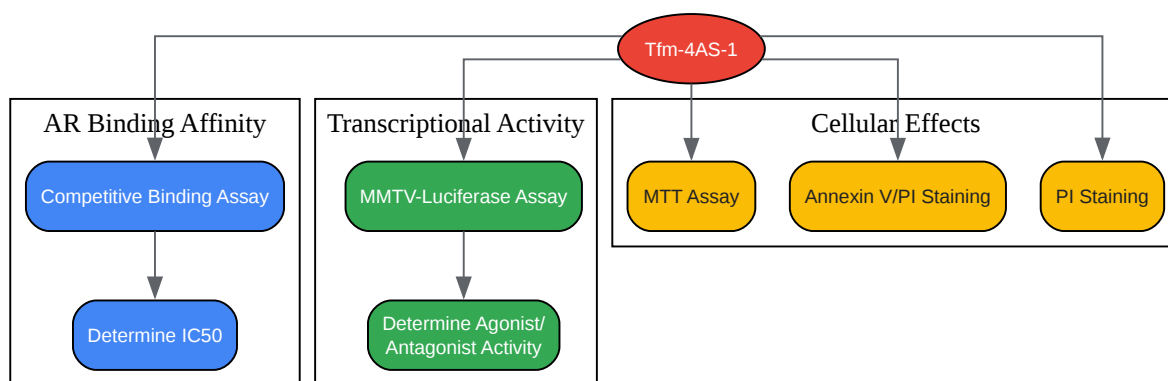 Tfm-4AS-1
AR Binding Affinity
Transcriptional Activity
Cellular Effects
Competitive Binding Assay
MMTV-Luciferase Assay
MTT Assay
Annexin V/PI Staining
PI Staining
Determine IC50
Determine Agonist/
Antagonist Activity